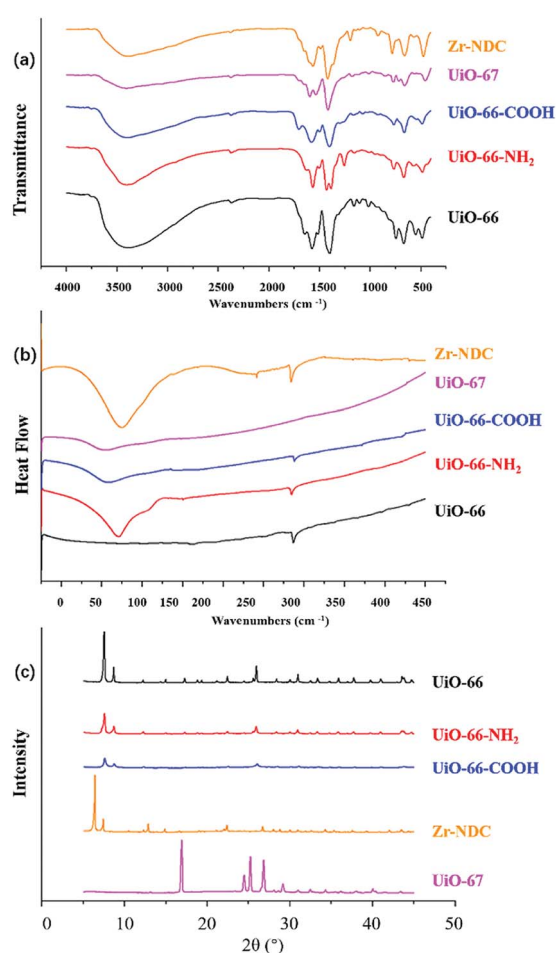 (a)
Transmittance
Zr-NDC
UiO-67
UiO-66-COOH
UiO-66-NH₂
UiO-66
4000 3500 3000 2500 2000 1500 1000 500
Wavenumbers (cm⁻¹)
(b)
Heat Flow
Zr-NDC
UiO-67
UiO-66-COOH
UiO-66-NH₂
UiO-66
0 50 100 150 200 250 300 350 400 450
Wavenumbers (cm⁻¹)
(c)
Intensity
UiO-66
UiO-66-NH₂
UiO-66-COOH
Zr-NDC
UiO-67
0 10 20 30 40 50
2θ (°)